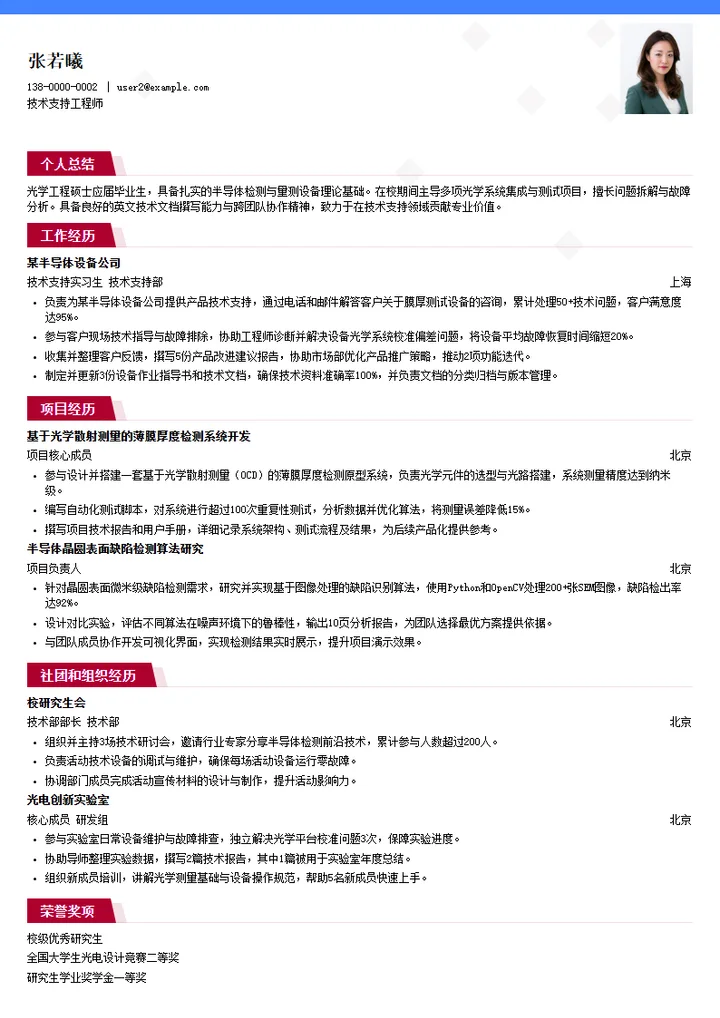 张若曦
138-0000-0002 | user2@example.com
技术支持工程师
个人总结
光学工程硕士应届毕业生，具备扎实的半导体检测与量测设备理论基础。在校期间主导多项光学系统集成与测试项目，擅长问题拆解与故障
分析。具备良好的英文技术文档撰写能力与跨团队协作精神，致力于在技术支持领域贡献专业价值。
工作经历
某半导体设备公司
技术支持实习生 技术支持部 上海
• 负责为某半导体设备公司提供产品技术支持，通过电话和邮件解答客户关于膜厚测试设备的咨询，累计处理50+技术问题，客户满意度
达95%。
• 参与客户现场技术指导与故障排除，协助工程师诊断并解决设备光学系统校准偏差问题，将设备平均故障恢复时间缩短20%。
• 收集并整理客户反馈，撰写5份产品改进建议报告，协助市场部优化产品推广策略，推动2项功能迭代。
• 制定并更新3份设备作业指导书和技术文档，确保技术资料准确率100%，并负责文档的分类归档与版本管理。
项目经历
基于光学散射测量的薄膜厚度检测系统开发
项目核心成员 北京
• 参与设计并搭建一套基于光学散射测量（OCD）的薄膜厚度检测原型系统，负责光学元件的选型与光路搭建，系统测量精度达到纳米
级。
• 编写自动化测试脚本，对系统进行超过100次重复性测试，分析数据并优化算法，将测量误差降低15%。
• 撰写项目技术报告和用户手册，详细记录系统架构、测试流程及结果，为后续产品化提供参考。
半导体晶圆表面缺陷检测算法研究
项目负责人 北京
• 针对晶圆表面微米级缺陷检测需求，研究并实现基于图像处理的缺陷识别算法，使用Python和OpenCV处理200+张SEM图像，缺陷检出率
达92%。
• 设计对比实验，评估不同算法在噪声环境下的鲁棒性，输出10页分析报告，为团队选择最优方案提供依据。
• 与团队成员协作开发可视化界面，实现检测结果实时展示，提升项目演示效果。
社团和组织经历
校研究生会
技术部部长 技术部 北京
• 组织并主持3场技术研讨会，邀请行业专家分享半导体检测前沿技术，累计参与人数超过200人。
• 负责活动技术设备的调试与维护，确保每场活动设备运行零故障。
• 协调部门成员完成活动宣传材料的设计与制作，提升活动影响力。
光电创新实验室
核心成员 研发组 北京
• 参与实验室日常设备维护与故障排查，独立解决光学平台校准问题3次，保障实验进度。
• 协助导师整理实验数据，撰写2篇技术报告，其中1篇被用于实验室年度总结。
• 组织新成员培训，讲解光学测量基础与设备操作规范，帮助5名新成员快速上手。
荣誉奖项
校级优秀研究生
全国大学生光电设计竞赛二等奖
研究生学业奖学金一等奖